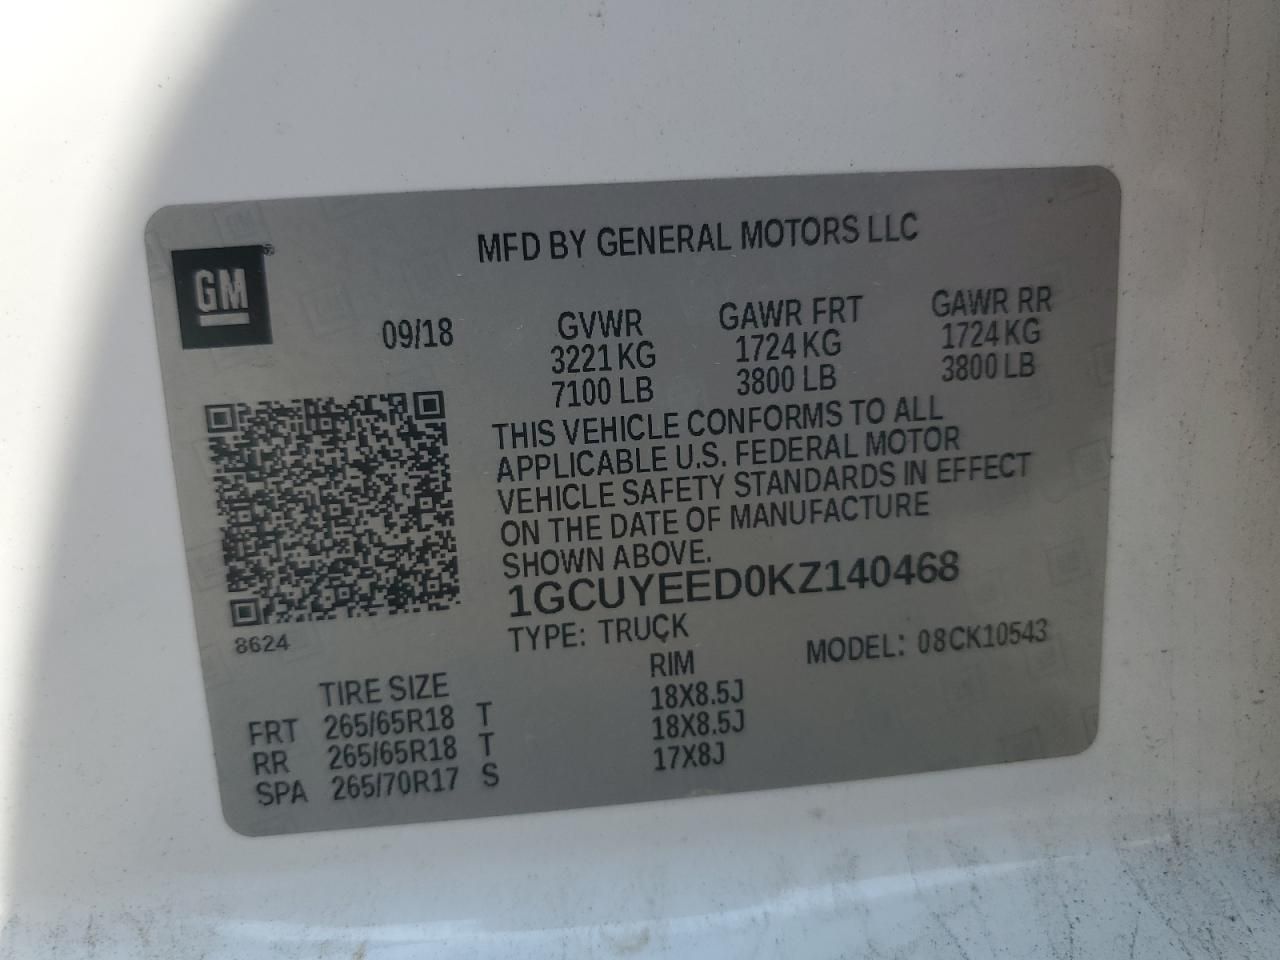 MFD BY GENERAL MOTORS LLC
GM
®
09/18
GVWR GAWR FRT GAWR RR
3221 KG 1724 KG 1724 KG
7100 LB 3800 LB 3800 LB
THIS VEHICLE CONFORMS TO ALL
APPLICABLE U.S. FEDERAL MOTOR
VEHICLE SAFETY STANDARDS IN EFFECT
ON THE DATE OF MANUFACTURE
SHOWN ABOVE.
1GCUYEED0KZ140468
8624
TYPE: TRUCK MODEL: 08CK10543
TIRE SIZE RIM
FRT 265/65R18 T 18X8.5J
RR 265/65R18 T 18X8.5J
SPA 265/70R17 S 17X8J